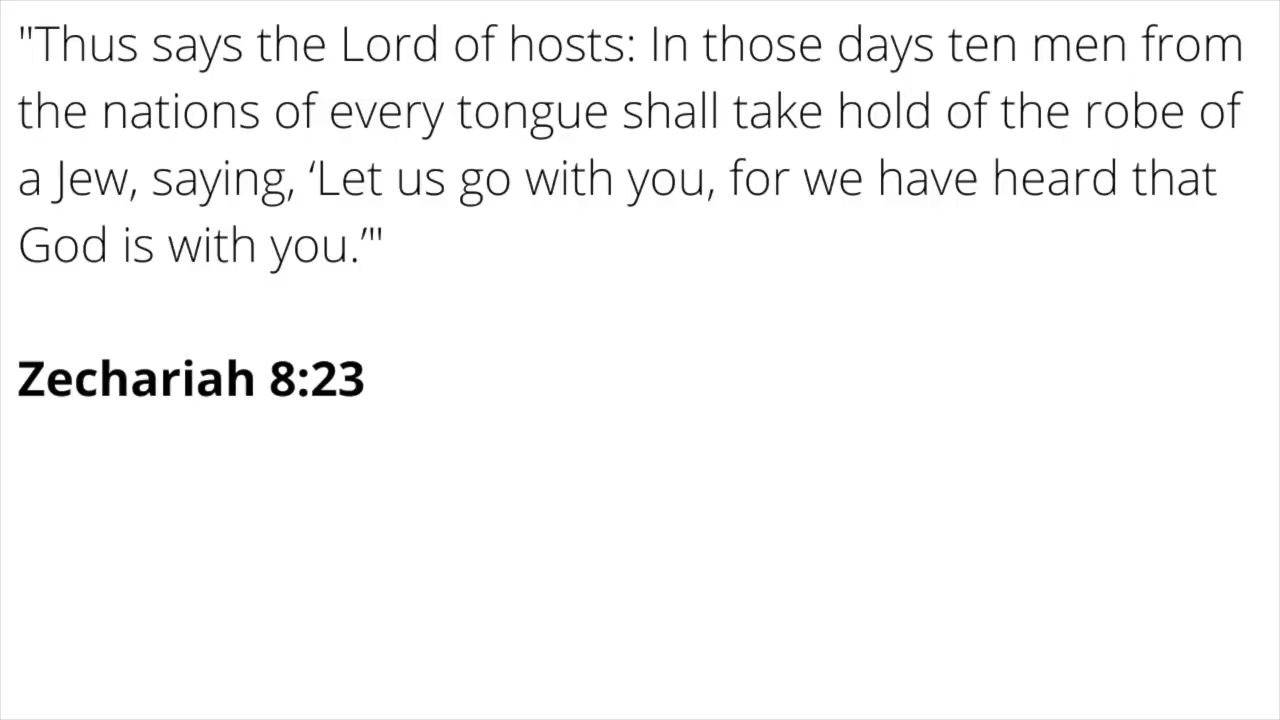 "Thus says the Lord of hosts: In those days ten men from
the nations of every tongue shall take hold of the robe of
a Jew, saying, ‘Let us go with you, for we have heard that
God is with you.’"
Zechariah 8:23